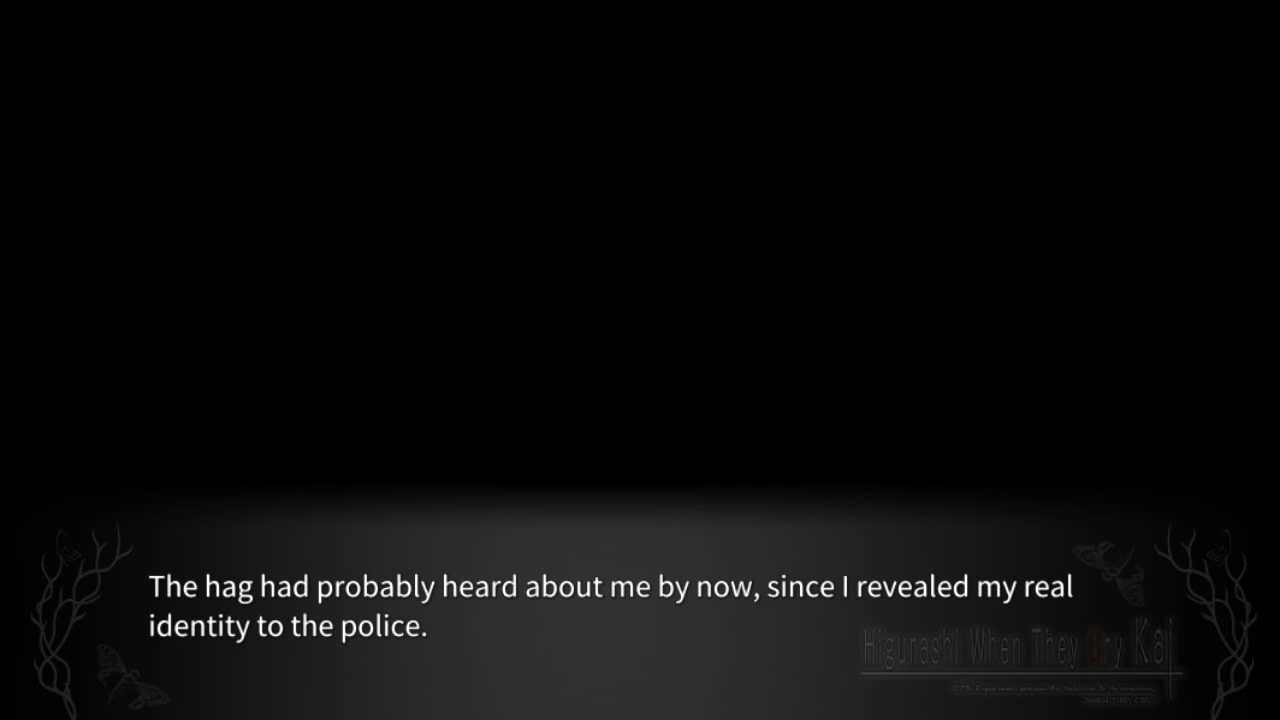 The hag had probably heard about me by now, since I revealed my real
identity to the police.
Higurashi When They Cry Kai